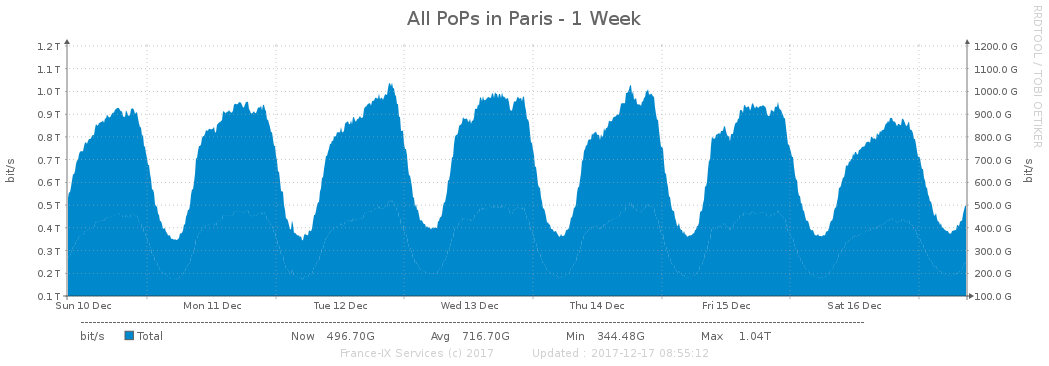 All PoPs in Paris - 1 Week
RRDTOOL / TOBI OETIKER
bit/s
1.2 T 1200.0 G
1.1 T 1100.0 G
1.0 T 1000.0 G
0.9 T 900.0 G
0.8 T 800.0 G
0.7 T 700.0 G
0.6 T 600.0 G
0.5 T 500.0 G
0.4 T 400.0 G
0.3 T 300.0 G
0.2 T 200.0 G
0.1 T 100.0 G
bit/s
Sun 10 Dec Mon 11 Dec Tue 12 Dec Wed 13 Dec Thu 14 Dec Fri 15 Dec Sat 16 Dec
bit/s Total Now 496.70G Avg 716.70G Min 344.48G Max 1.04T
France-IX Services (c) 2017 Updated : 2017-12-17 08:55:12